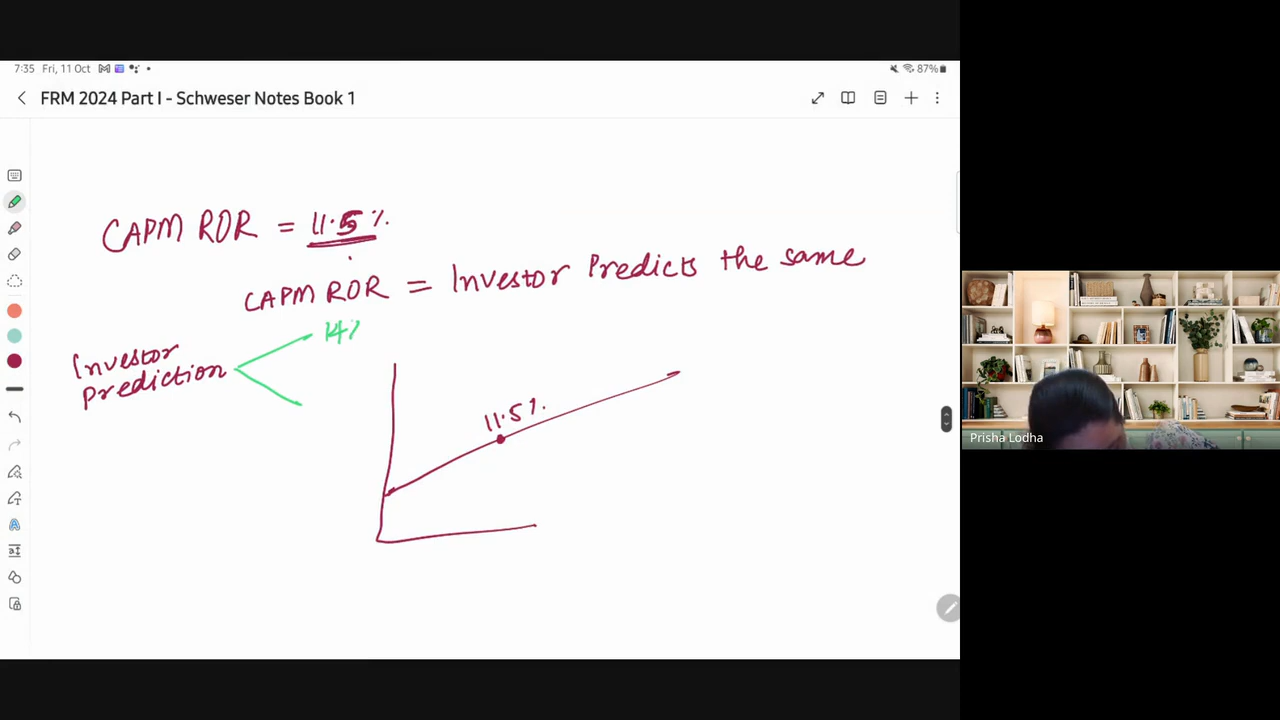 7:35 Fri, 11 Oct
87%
FRM 2024 Part I - Schweser Notes Book 1
CAPM ROR = 11.5%.
CAPM ROR = Investor Predicts the same
Investor
Prediction
14%
11.5%.
Prisha Lodha